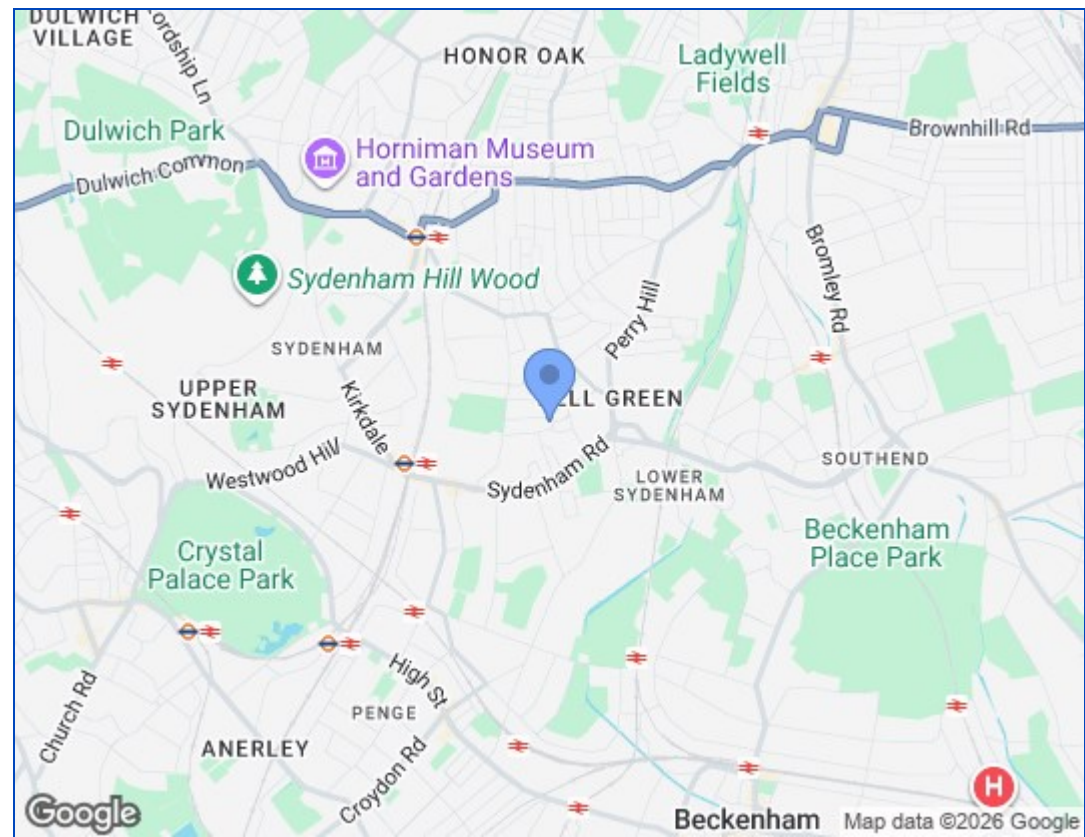 DULWICH
VILLAGE
ordship Ln
HONOR OAK
Ladywell
Fields
Dulwich Park
Dulwich Common
Horniman Museum
and Gardens
Brownhill Rd
Sydenham Hill Wood
Bromley Rd
Perry Hill
SYDENHAM
UPPER
SYDENHAM
Kirkdale
ELL GREEN
Westwood Hill
Sydenham Rd
LOWER
SYDENHAM
SOUTHEND
Crystal
Palace Park
Beckenham
Place Park
Church Rd
High St
PENGE
ANERLEY
Croydon Rd
H
Google
Beckenham
Map data ©2026 Google